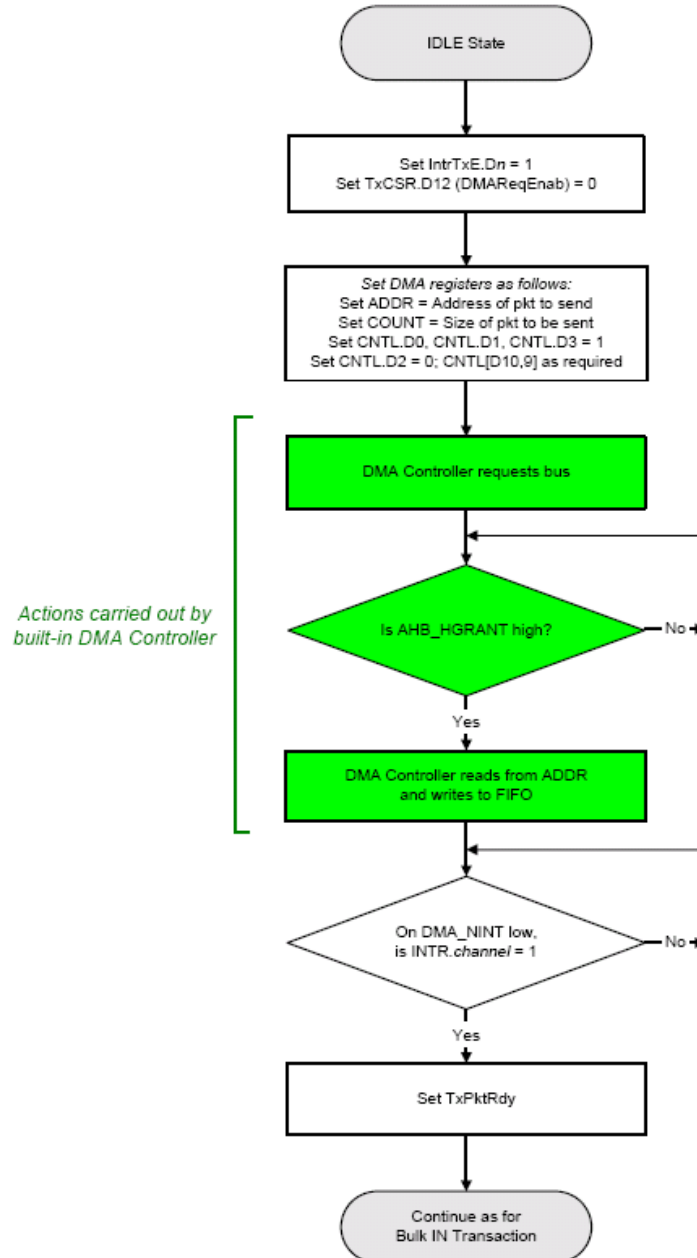 IDLE State
Set IntrTxE.Dn = 1
Set TxCSR.D12 (DMAReqEnab) = 0
Set DMA registers as follows:
Set ADDR = Address of pkt to send
Set COUNT = Size of pkt to be sent
Set CNTL.D0, CNTL.D1, CNTL.D3 = 1
Set CNTL.D2 = 0; CNTL[D10,9] as required
DMA Controller requests bus
Actions carried out by
built-in DMA Controller
Is AHB_HGRANT high?
No
Yes
DMA Controller reads from ADDR
and writes to FIFO
On DMA_NINT low,
is INTR.channel = 1
No
Yes
Set TxPktRdy
Continue as for
Bulk IN Transaction